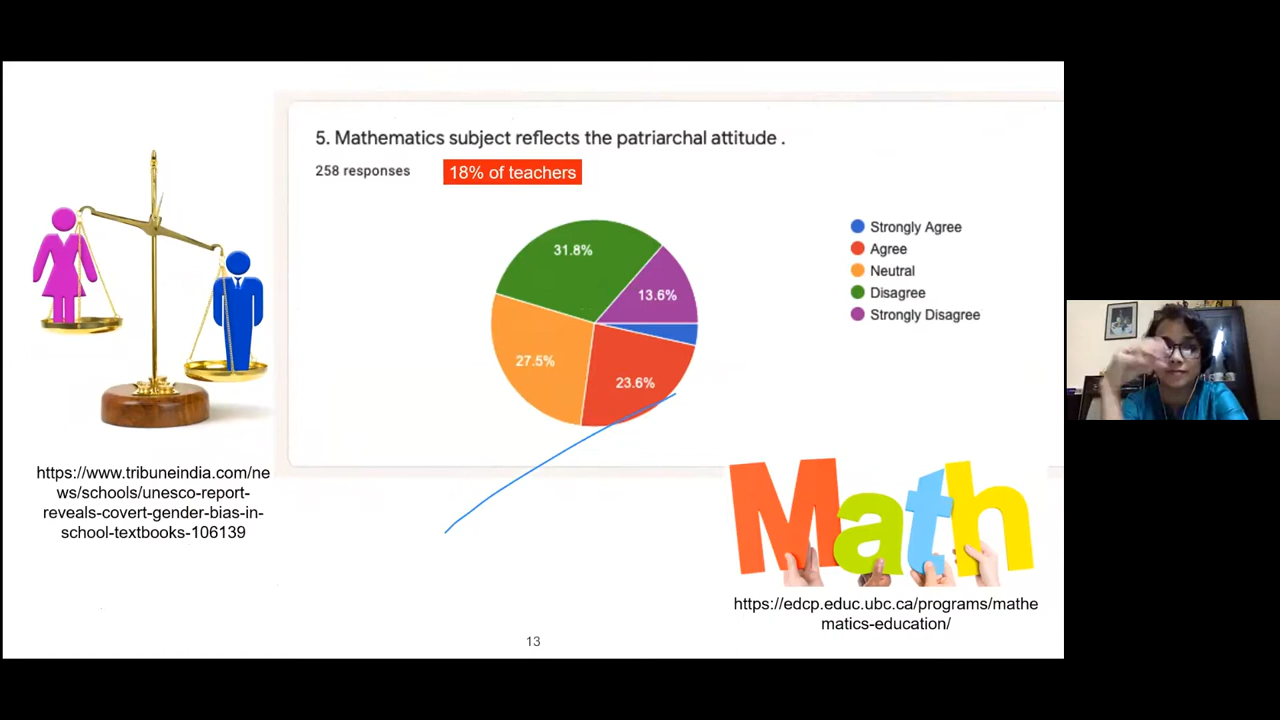 5. Mathematics subject reflects the patriarchal attitude .
258 responses
18% of teachers
31.8%
13.6%
27.5%
23.6%
Strongly Agree
Agree
Neutral
Disagree
Strongly Disagree
https://www.tribuneindia.com/ne
ws/schools/unesco-report-
reveals-covert-gender-bias-in-
school-textbooks-106139
Math
https://edcp.educ.ubc.ca/programs/mathe
matics-education/
13